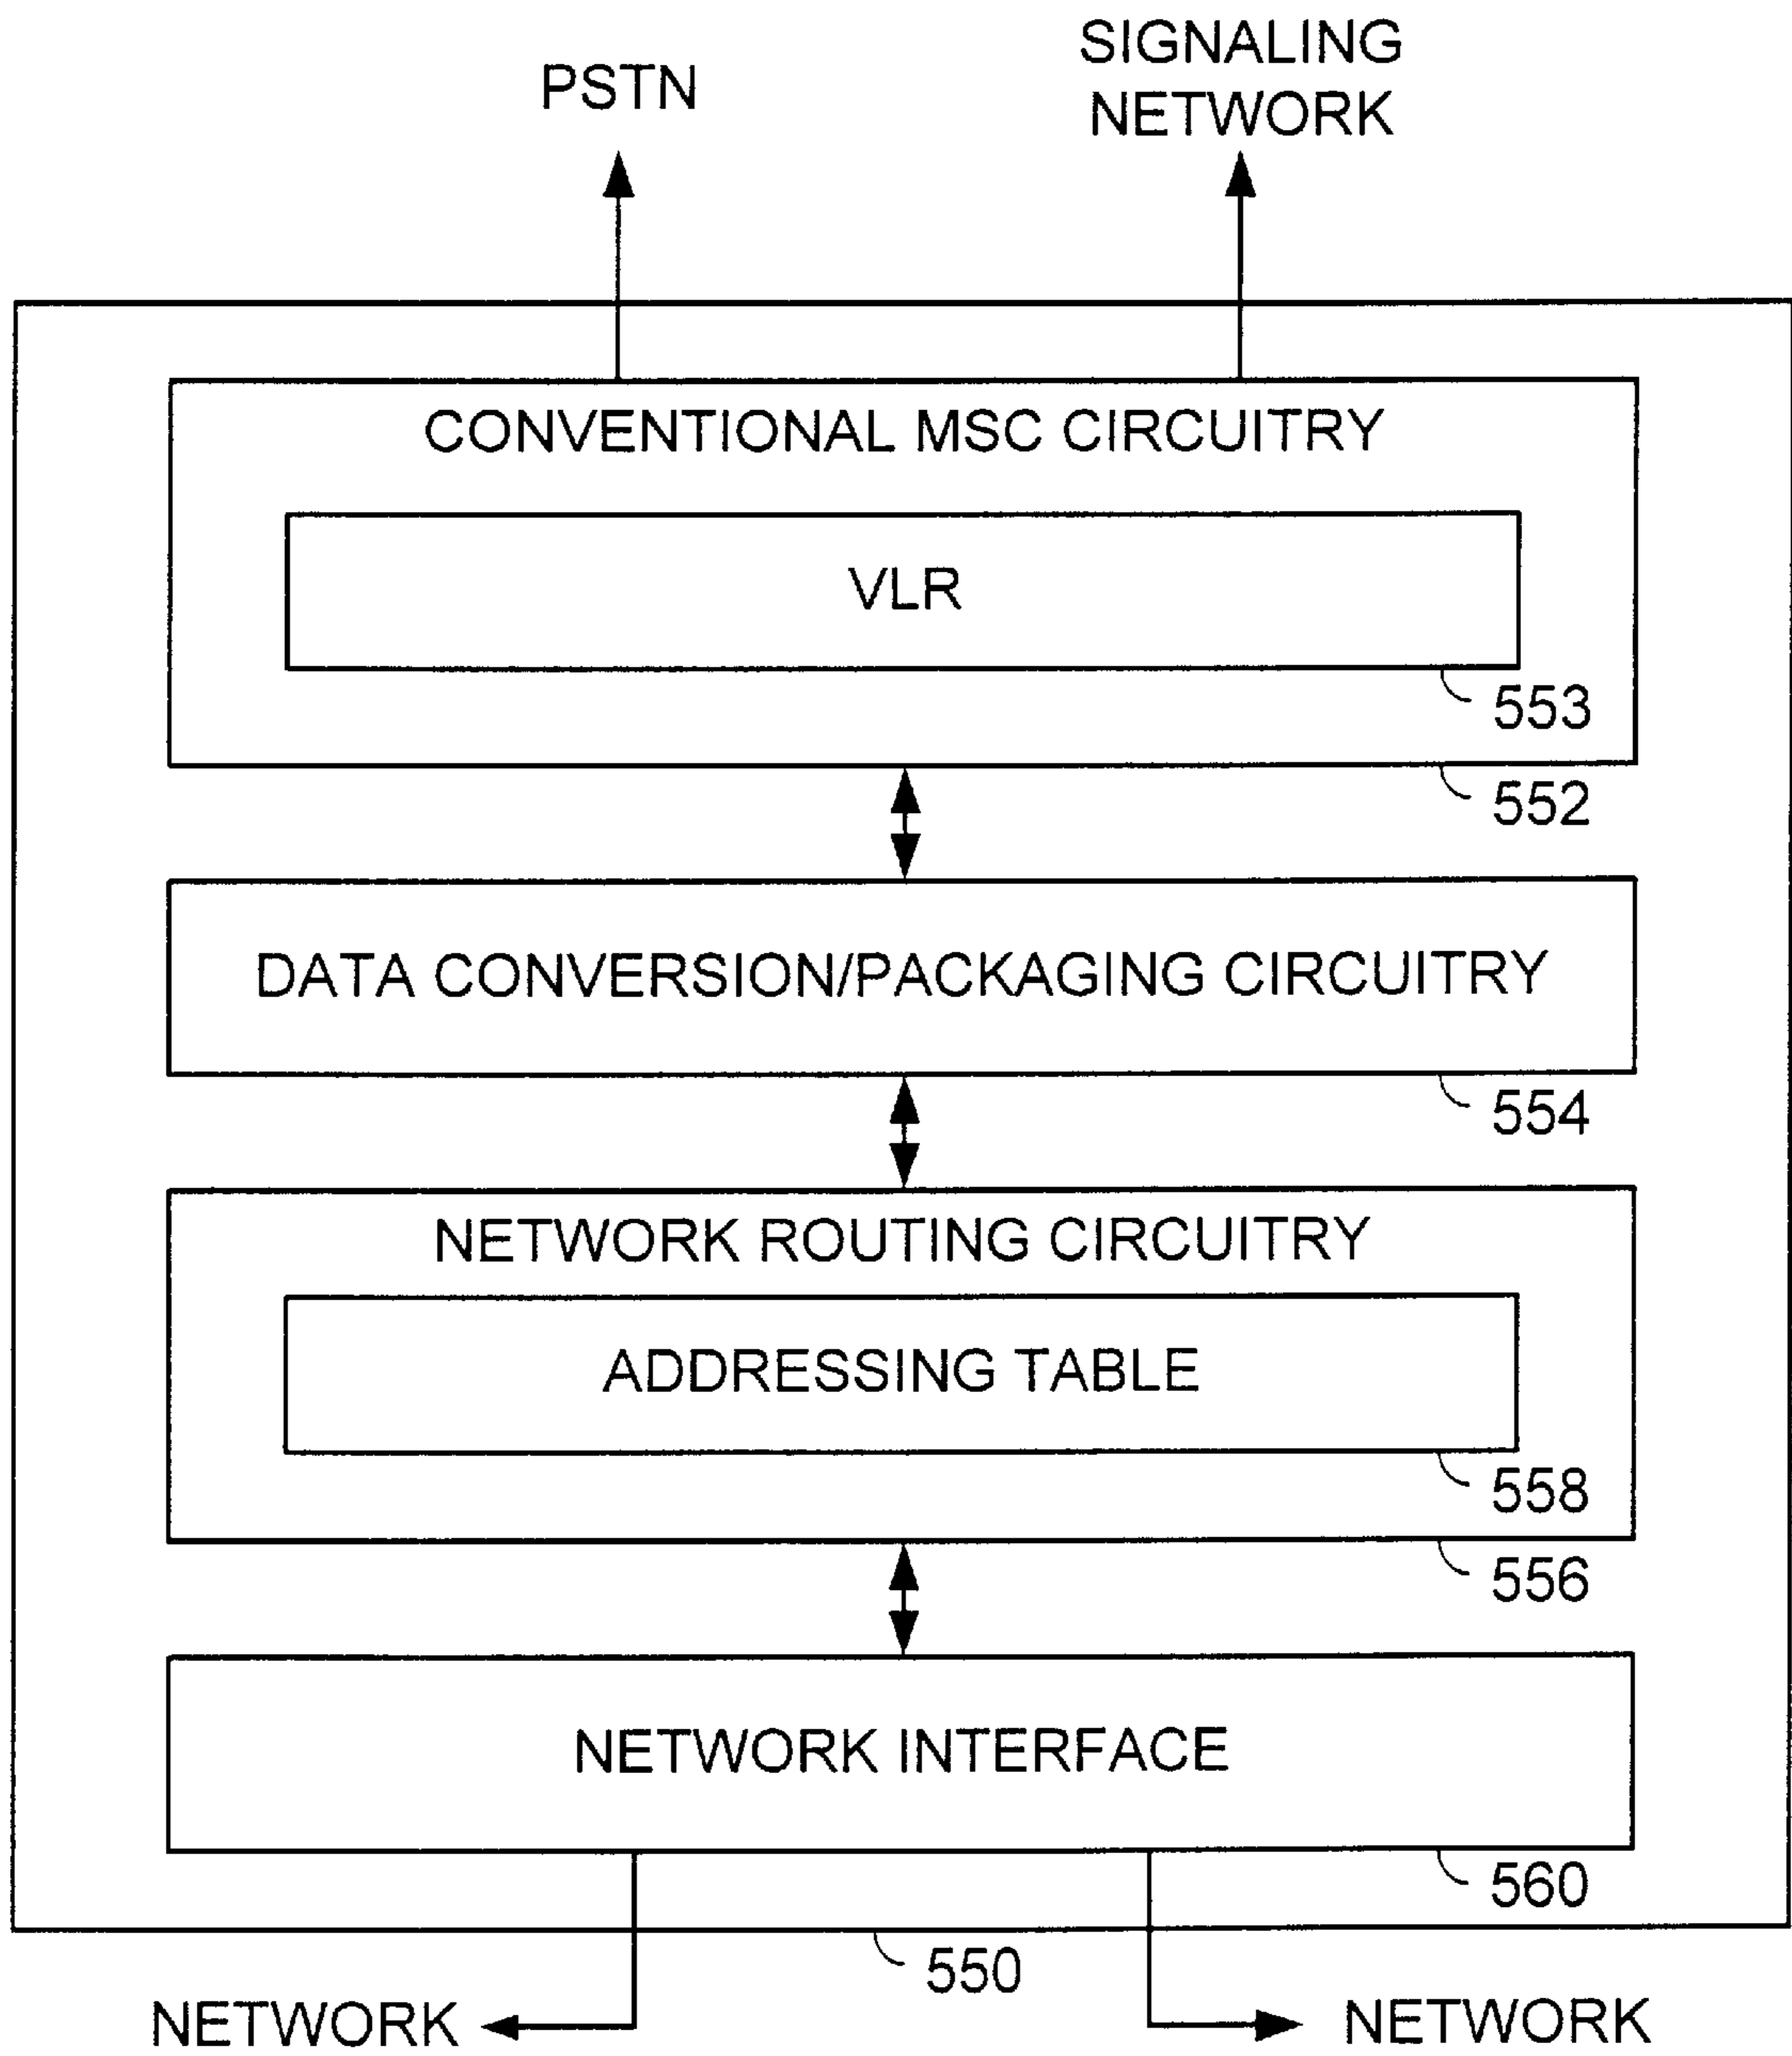 PSTN
SIGNALING
NETWORK
CONVENTIONAL MSC CIRCUITRY
VLR
553
552
DATA CONVERSION/PACKAGING CIRCUITRY
554
NETWORK ROUTING CIRCUITRY
ADDRESSING TABLE
558
556
NETWORK INTERFACE
560
550
NETWORK
NETWORK